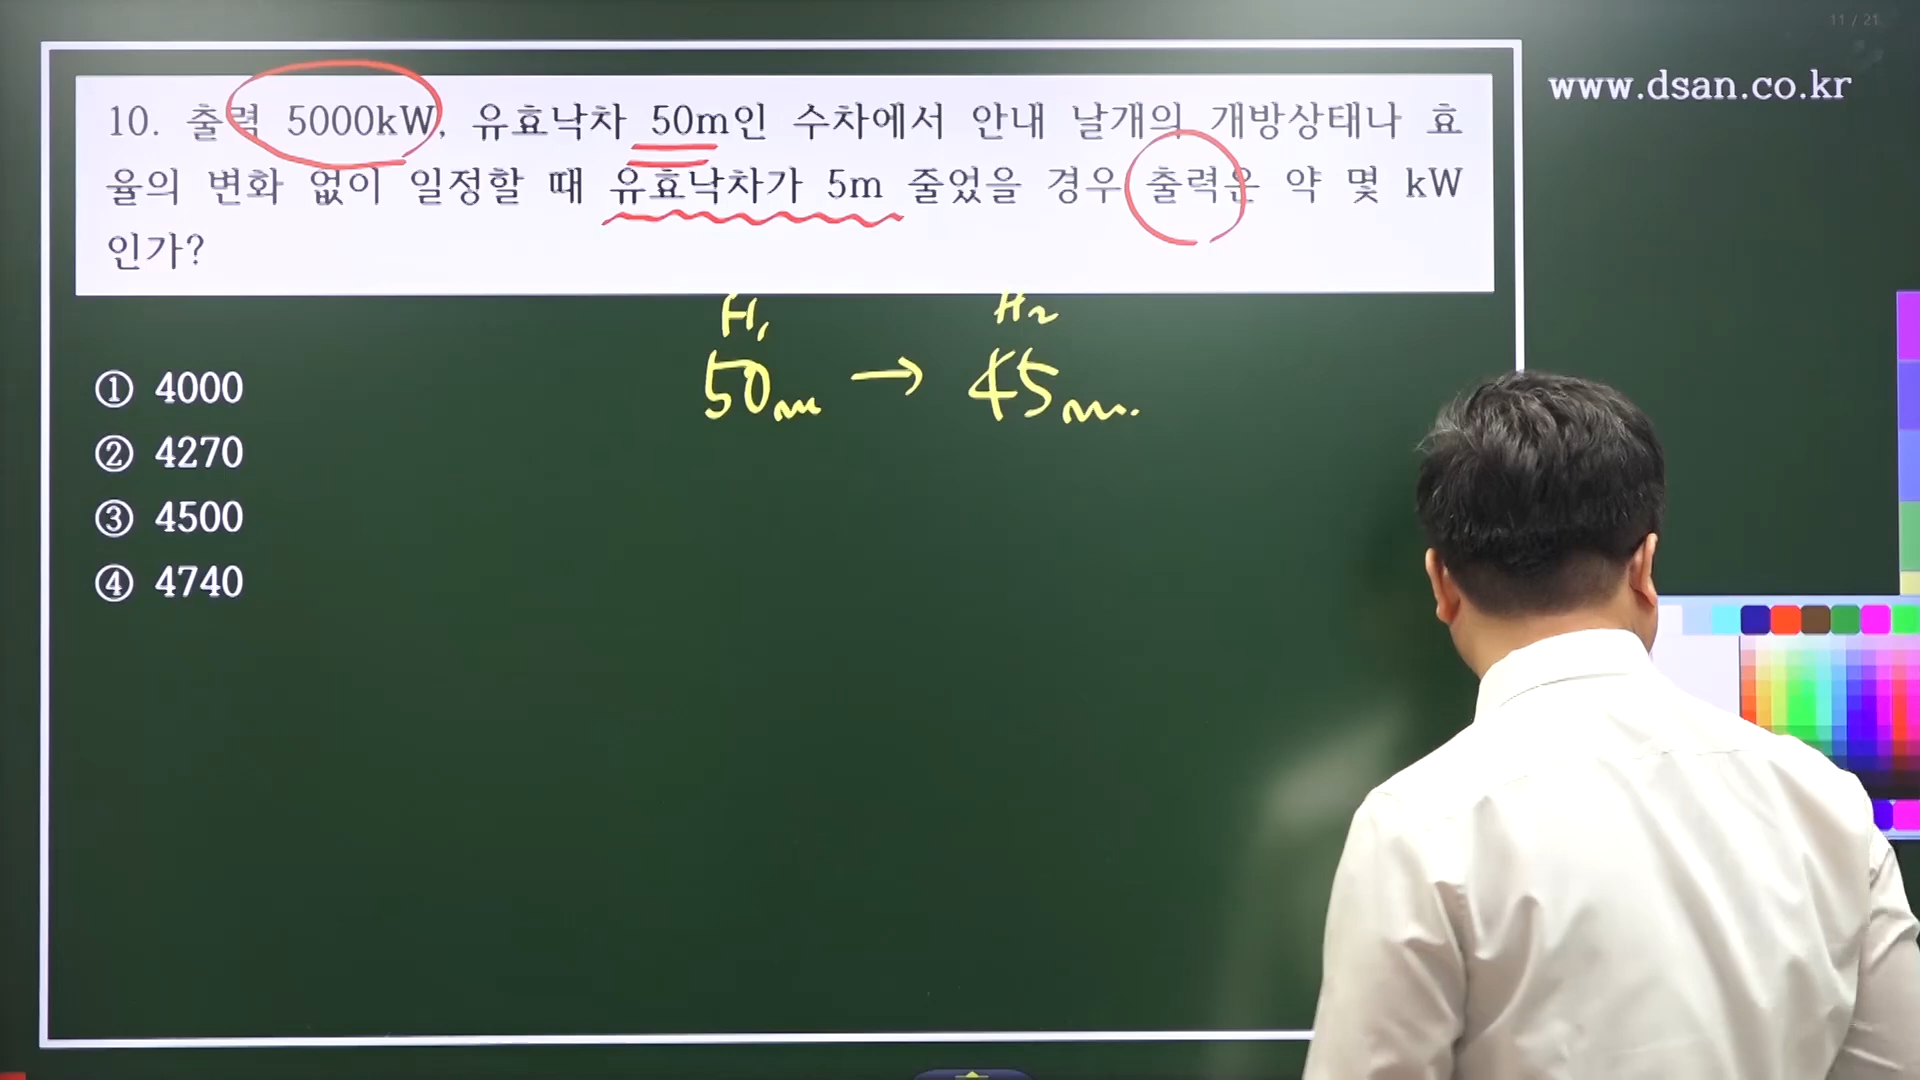 11 / 21
www.dsan.co.kr
10. 출력 5000kW, 유효낙차 50m인 수차에서 안내 날개의 개방상태나 효
율의 변화 없이 일정할 때 유효낙차가 5m 줄었을 경우 출력은 약 몇 kW
인가?
H₁ H₂
50m → 45m.
① 4000
② 4270
③ 4500
④ 4740